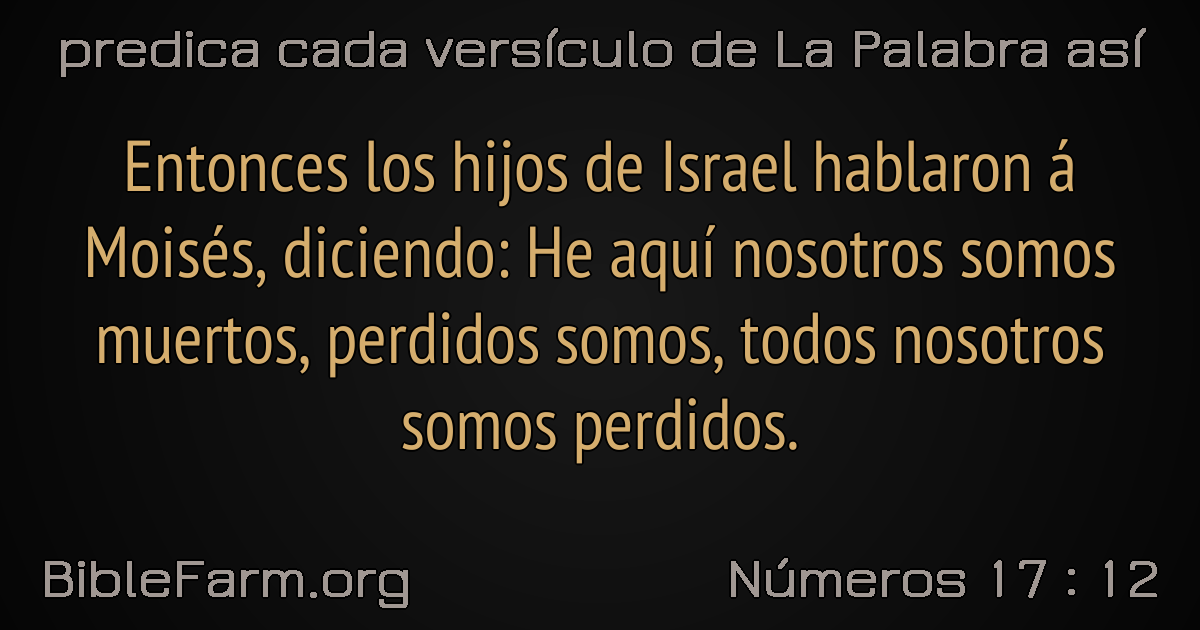 predica cada versículo de La Palabra así
Entonces los hijos de Israel hablaron á
Moisés, diciendo: He aquí nosotros somos
muertos, perdidos somos, todos nosotros
somos perdidos.
BibleFarm.org
Números 17 : 12